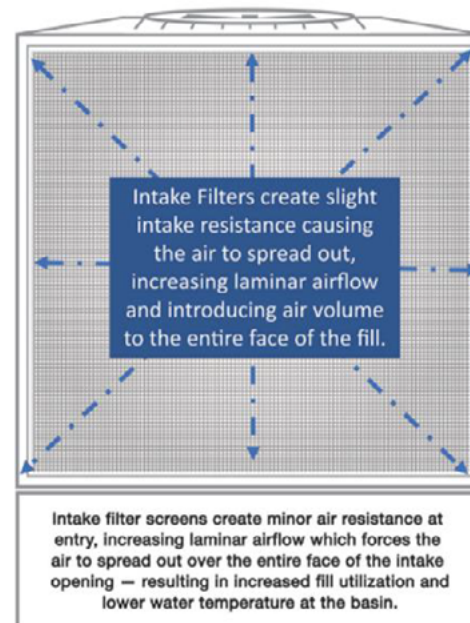 Intake Filters create slight
intake resistance causing
the air to spread out,
increasing laminar airflow
and introducing air volume
to the entire face of the fill.
Intake filter screens create minor air resistance at
entry, increasing laminar airflow which forces the
air to spread out over the entire face of the intake
opening — resulting in increased fill utilization and
lower water temperature at the basin.